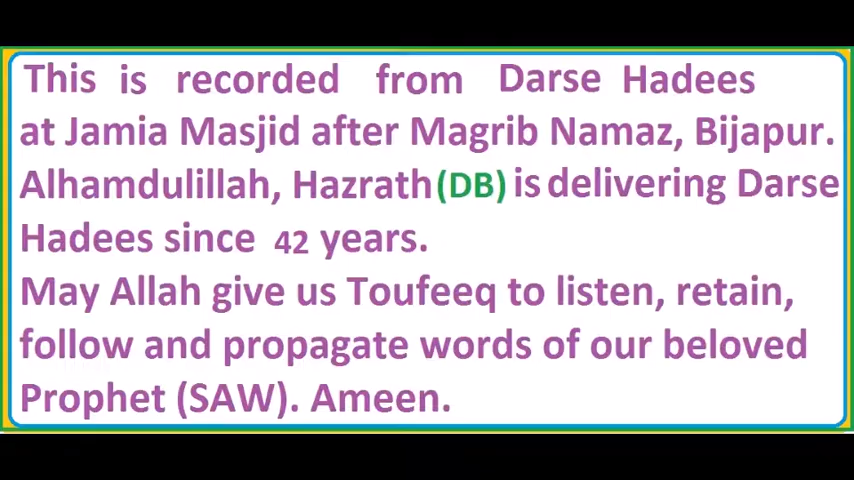 This is recorded from Darse Hadees
at Jamia Masjid after Magrib Namaz, Bijapur.
Alhamdulillah, Hazrath(DB) is delivering Darse
Hadees since 42 years.
May Allah give us Toufeeq to listen, retain,
follow and propagate words of our beloved
Prophet (SAW). Ameen.